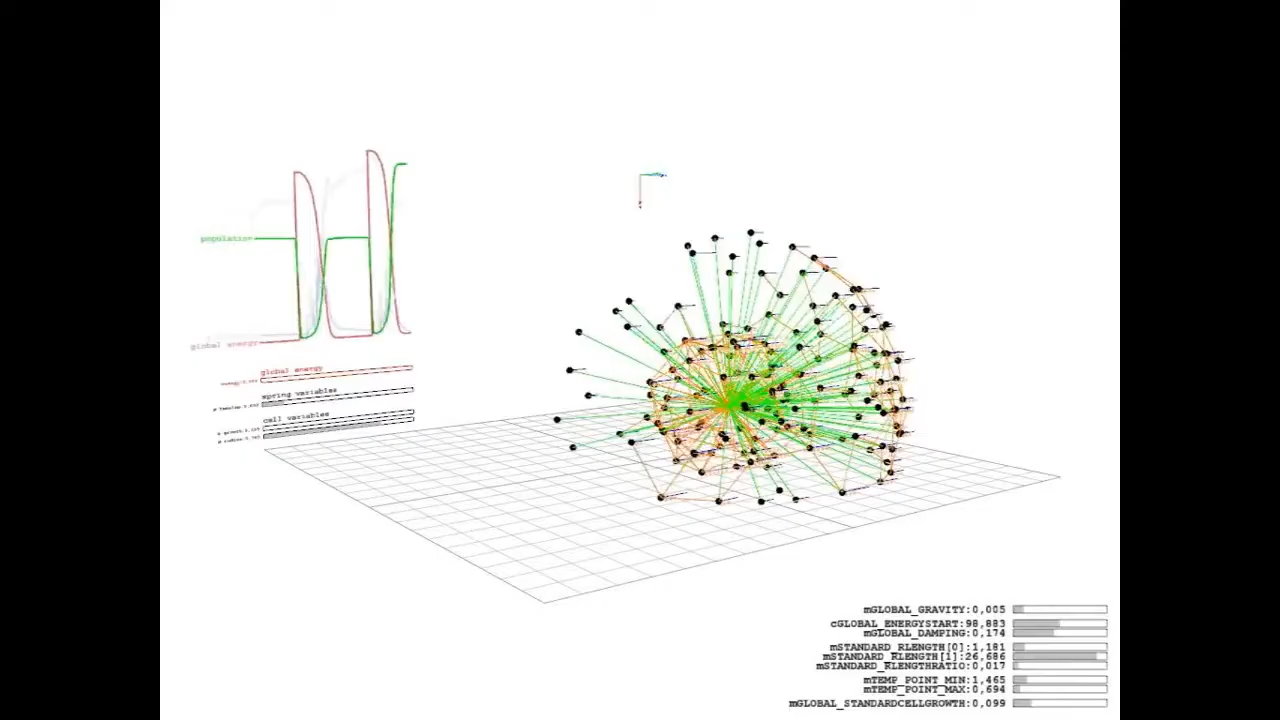 population
global energy
global energy
spring variables
cell variables
mGLOBAL_GRAVITY:0,005
cGLOBAL_ENERGYSTART:98,883
mGLOBAL_DAMPING:0,174
mSTANDARD_RLENGTH[0]:1,181
mSTANDARD_RLENGTH[1]:26,686
mSTANDARD_RLENGTHRATIO:0,017
mTEMP_POINT_MIN:1,465
mTEMP_POINT_MAX:0,694
mGLOBAL_STANDARDCELLGROWTH:0,099